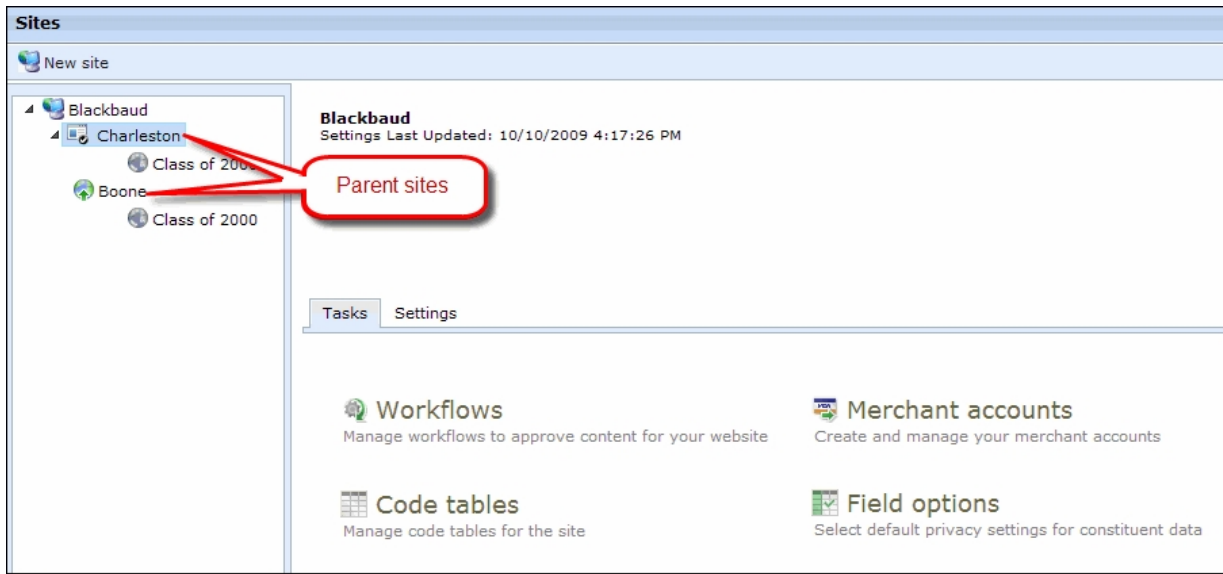 Sites
New site
Blackbaud
Charleston
Class of 2000
Boone
Class of 2000
Parent sites
Blackbaud
Settings Last Updated: 10/10/2009 4:17:26 PM
Tasks Settings
Workflows
Manage workflows to approve content for your website
Merchant accounts
Create and manage your merchant accounts
Code tables
Manage code tables for the site
Field options
Select default privacy settings for constituent data